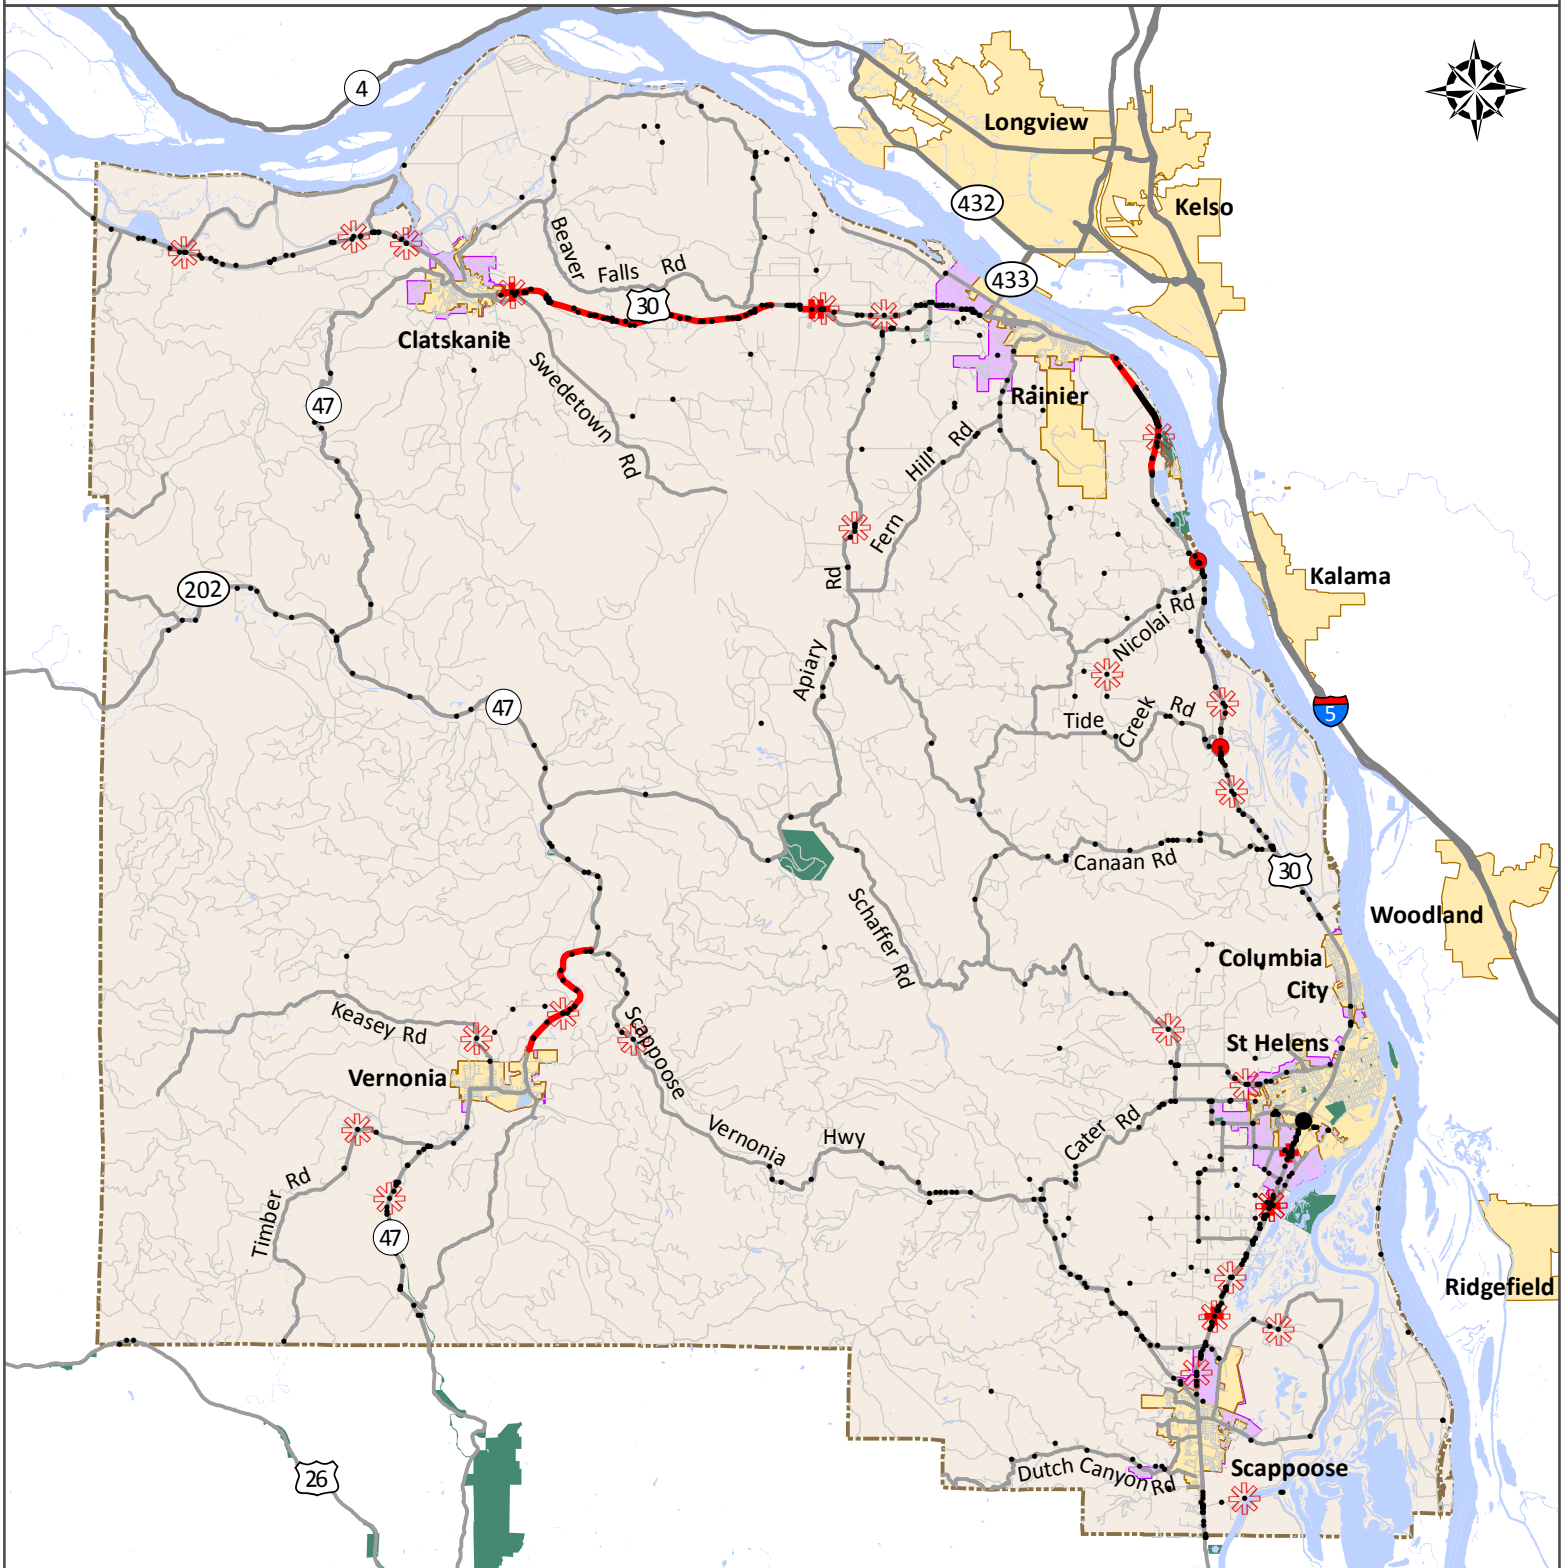 4
Longview
432
Kelso
433
Beaver
Falls Rd
30
Clatskanie
Swedetown Rd
47
Rainier
Fern Hill Rd
Kalama
202
Nicolai Rd
Apiary Rd
47
Tide Creek Rd
5
Canaan Rd
30
Schaffer Rd
Woodland
Columbia
City
Keasey Rd
St Helens
Scappoose Vernonia Hwy
Vernonia
Cater Rd
Timber Rd
47
Ridgefield
Scappoose
Dutch Canyon Rd
26